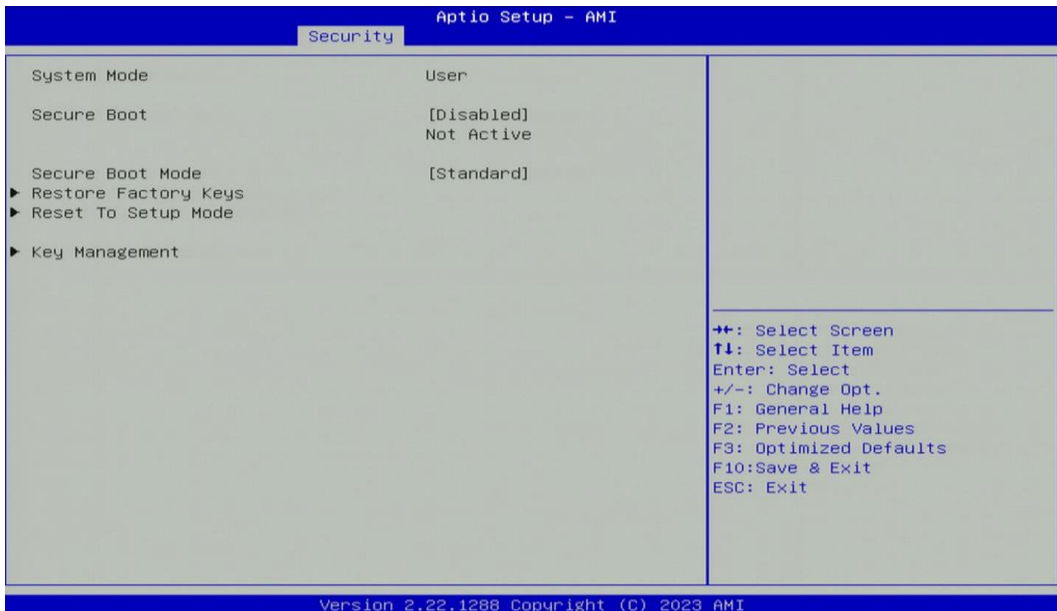 Aptio Setup – AMI
Security
System Mode User
Secure Boot [Disabled]
Not Active
Secure Boot Mode [Standard]
▶ Restore Factory Keys
▶ Reset To Setup Mode
▶ Key Management
→←: Select Screen
↑↓: Select Item
Enter: Select
+/-: Change Opt.
F1: General Help
F2: Previous Values
F3: Optimized Defaults
F10:Save & Exit
ESC: Exit
Version 2.22.1288 Copyright (C) 2023 AMI